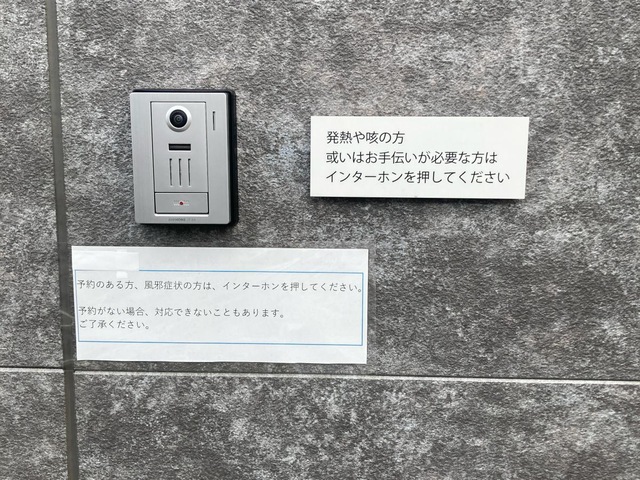 発熱や咳の方
或いはお手伝いが必要な方は
インターホンを押してください
予約のある方、風邪症状の方は、インターホンを押してください。
予約がない場合、対応できないこともあります。
ご了承ください。